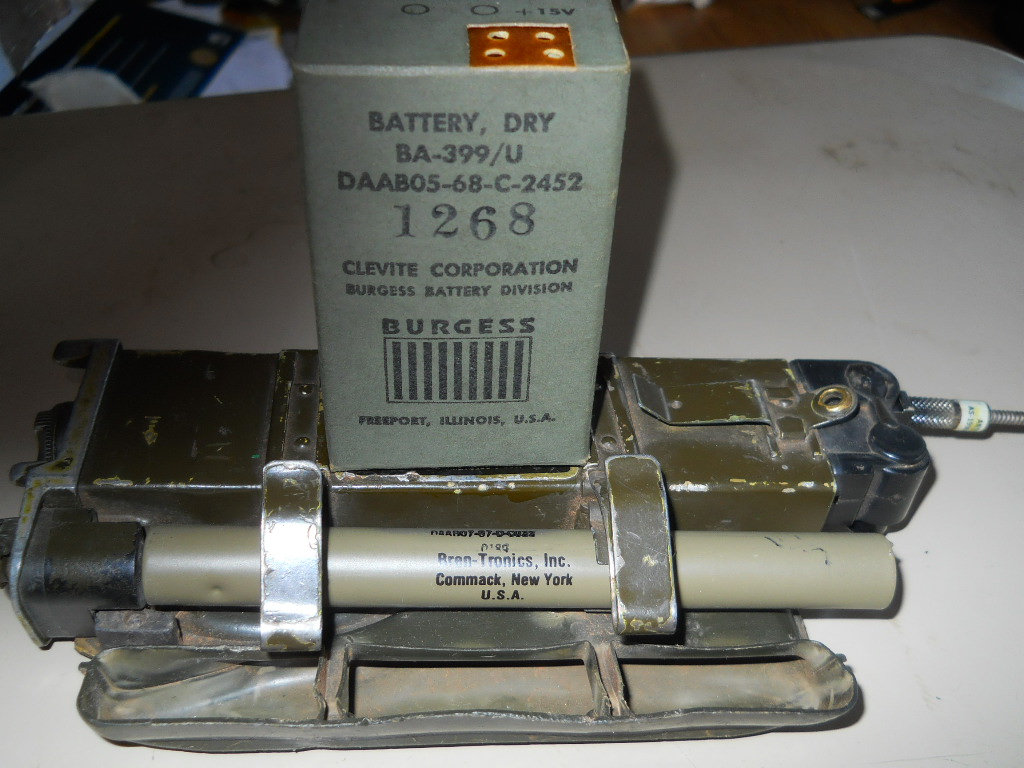 +15V
BATTERY, DRY
BA-399/U
DAAB05-68-C-2452
1268
CLEVITE CORPORATION
BURGESS BATTERY DIVISION
BURGESS
FREEPORT, ILLINOIS, U.S.A.
0189
Bren-Tronics, Inc.
Commack, New York
U.S.A.